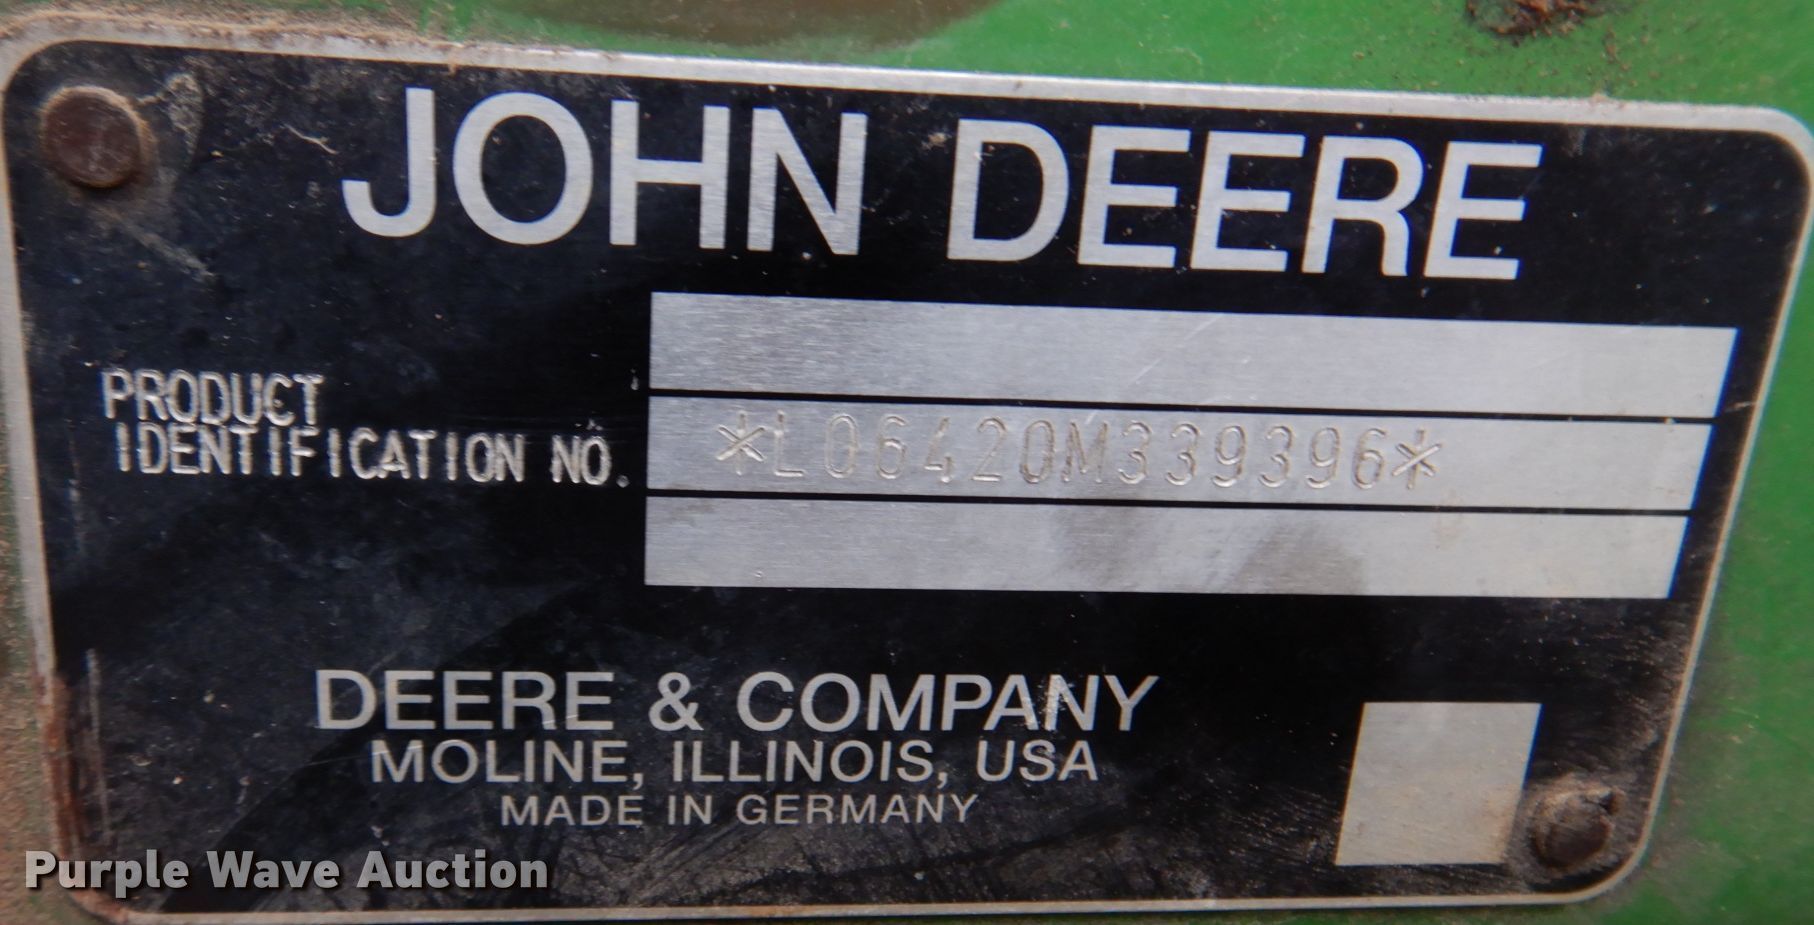 JOHN DEERE
PRODUCT
IDENTIFICATION NO.
*L06420M339396*
DEERE & COMPANY
MOLINE, ILLINOIS, USA
MADE IN GERMANY
Purple Wave Auction